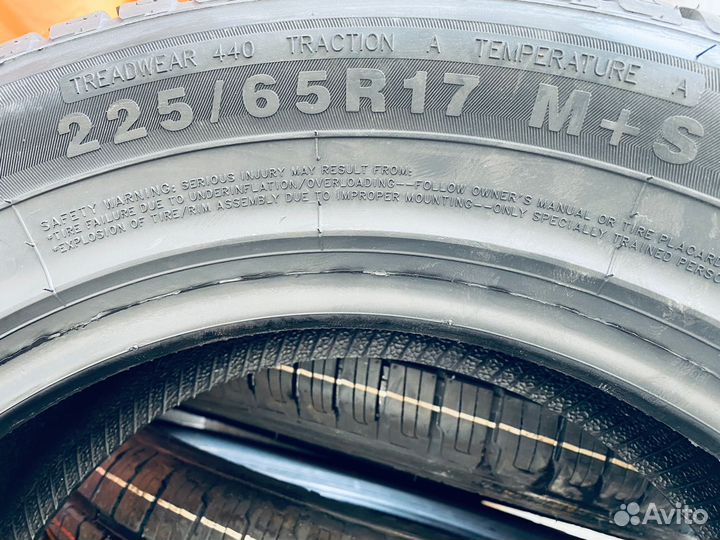 TREADWEAR 440 TRACTION A TEMPERATURE A
225/65R17 M+S
SAFETY WARNING: SERIOUS INJURY MAY RESULT FROM:
•TIRE FAILURE DUE TO UNDERINFLATION/OVERLOADING--FOLLOW OWNER'S MANUAL OR TIRE PLACARD
•EXPLOSION OF TIRE/RIM ASSEMBLY DUE TO IMPROPER MOUNTING--ONLY SPECIALLY TRAINED PERSO
Avito